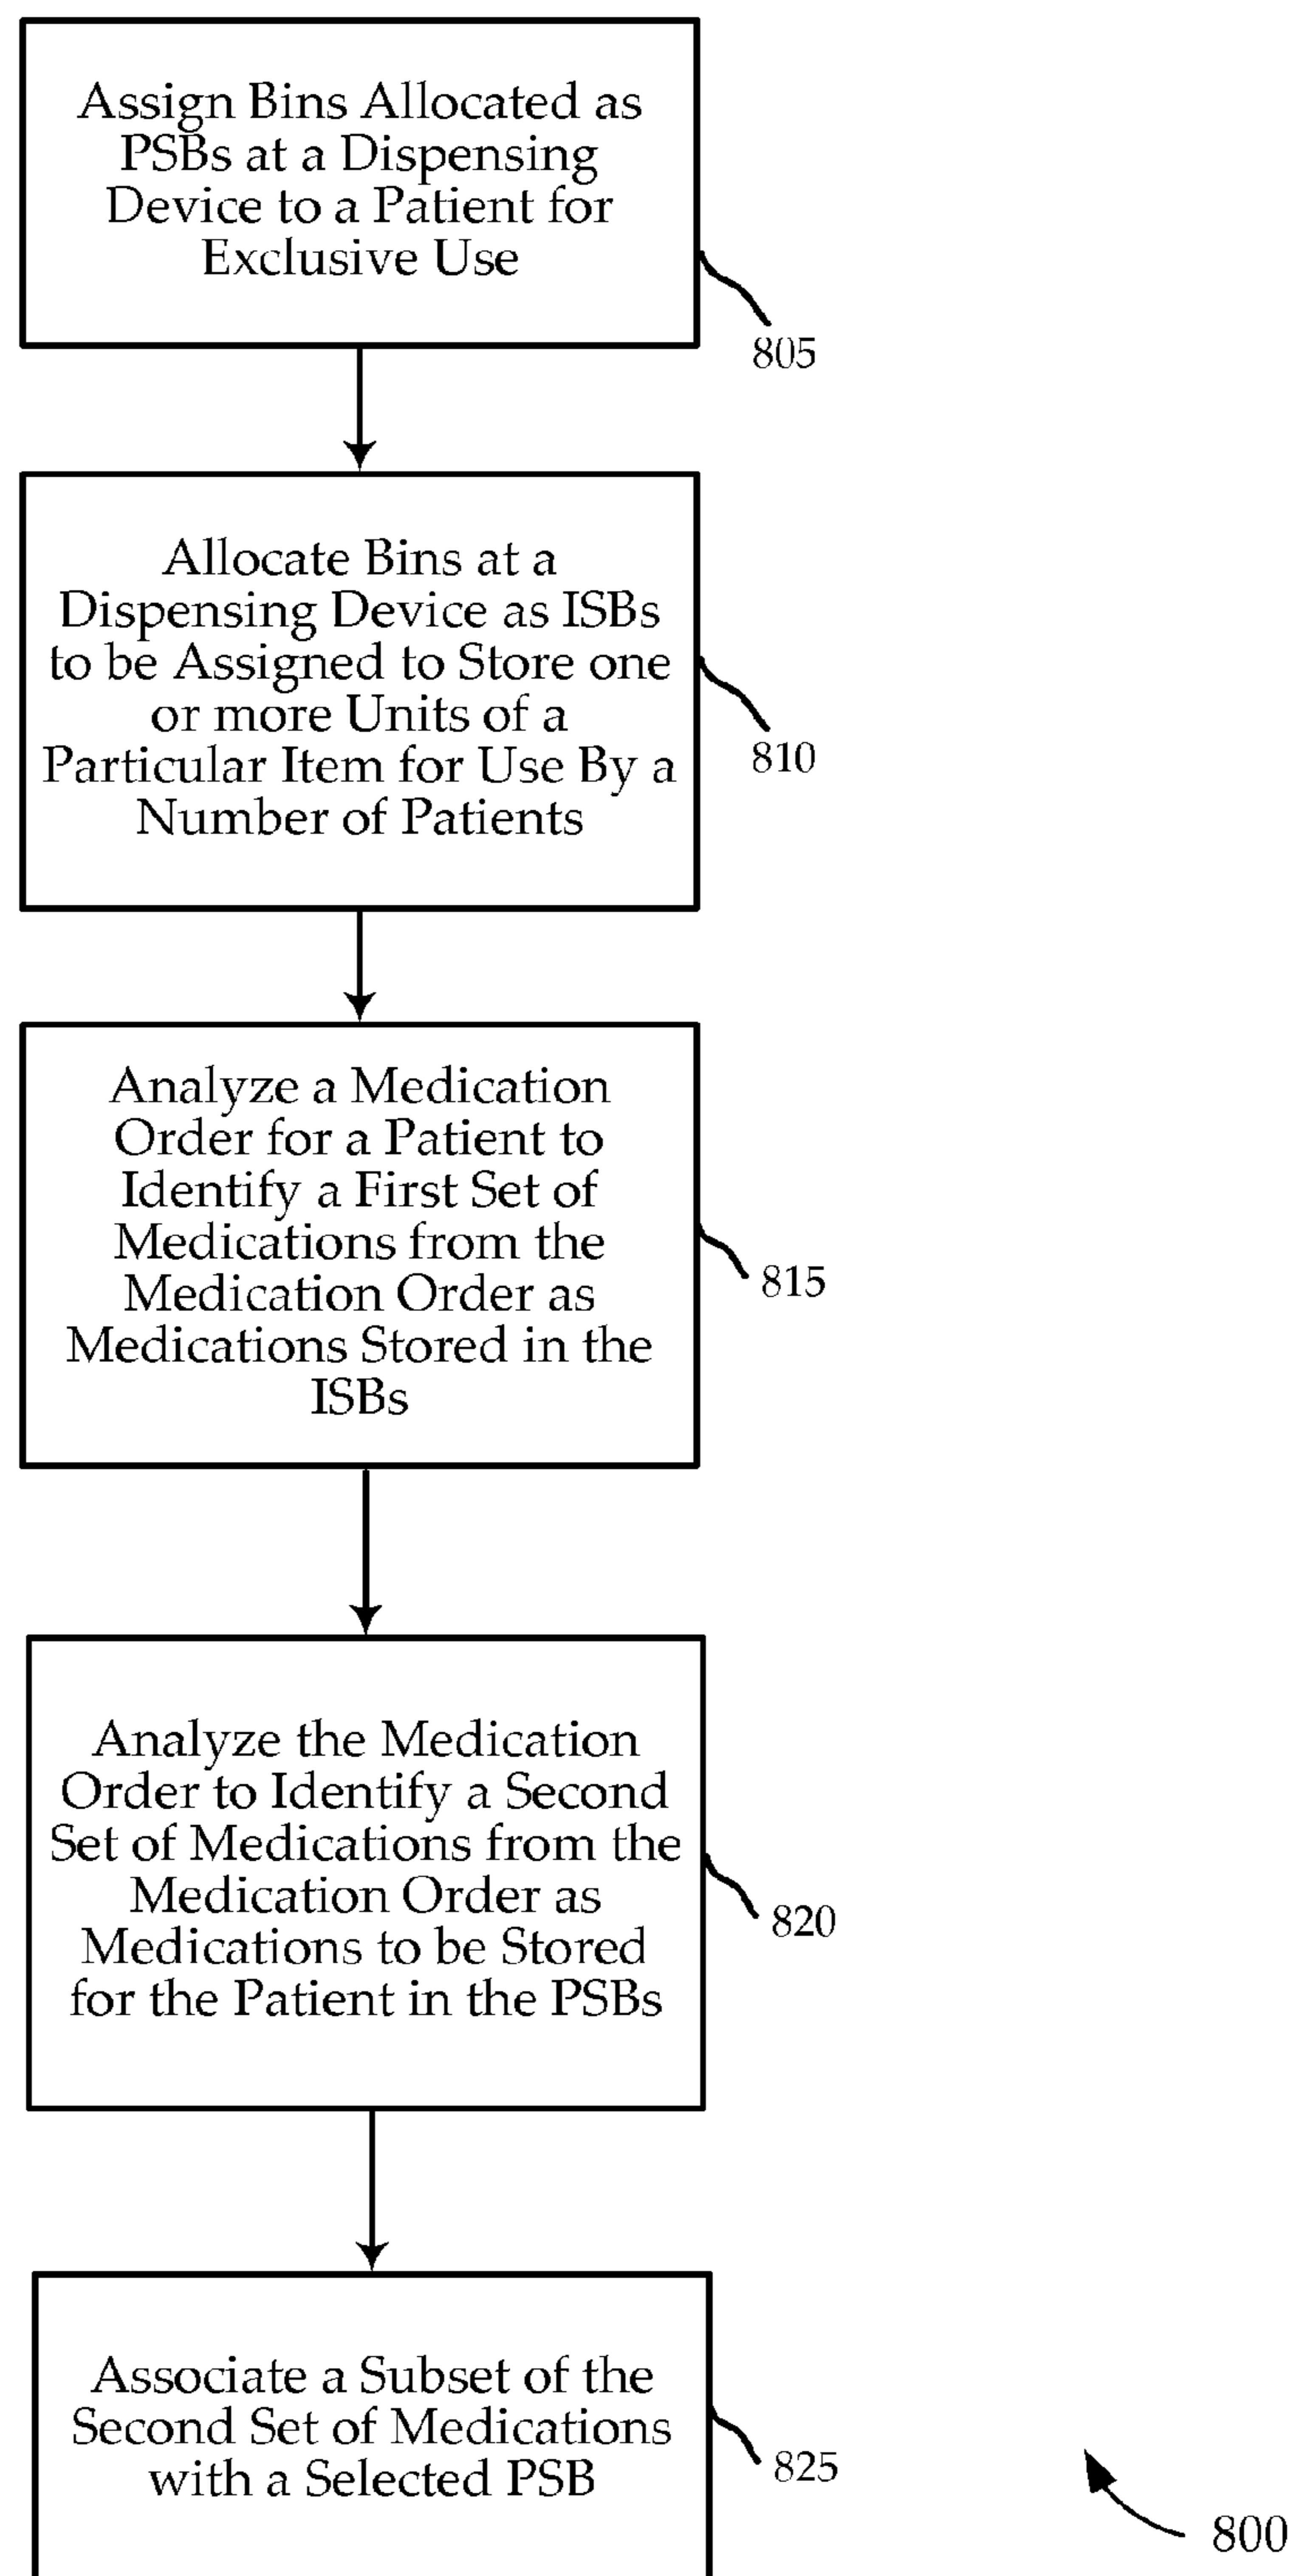 Assign Bins Allocated as
PSBs at a Dispensing
Device to a Patient for
Exclusive Use
805
Allocate Bins at a
Dispensing Device as ISBs
to be Assigned to Store one
or more Units of a
Particular Item for Use By a
Number of Patients
810
Analyze a Medication
Order for a Patient to
Identify a First Set of
Medications from the
Medication Order as
Medications Stored in the
ISBs
815
Analyze the Medication
Order to Identify a Second
Set of Medications from the
Medication Order as
Medications to be Stored
for the Patient in the PSBs
820
Associate a Subset of the
Second Set of Medications
with a Selected PSB
825
800